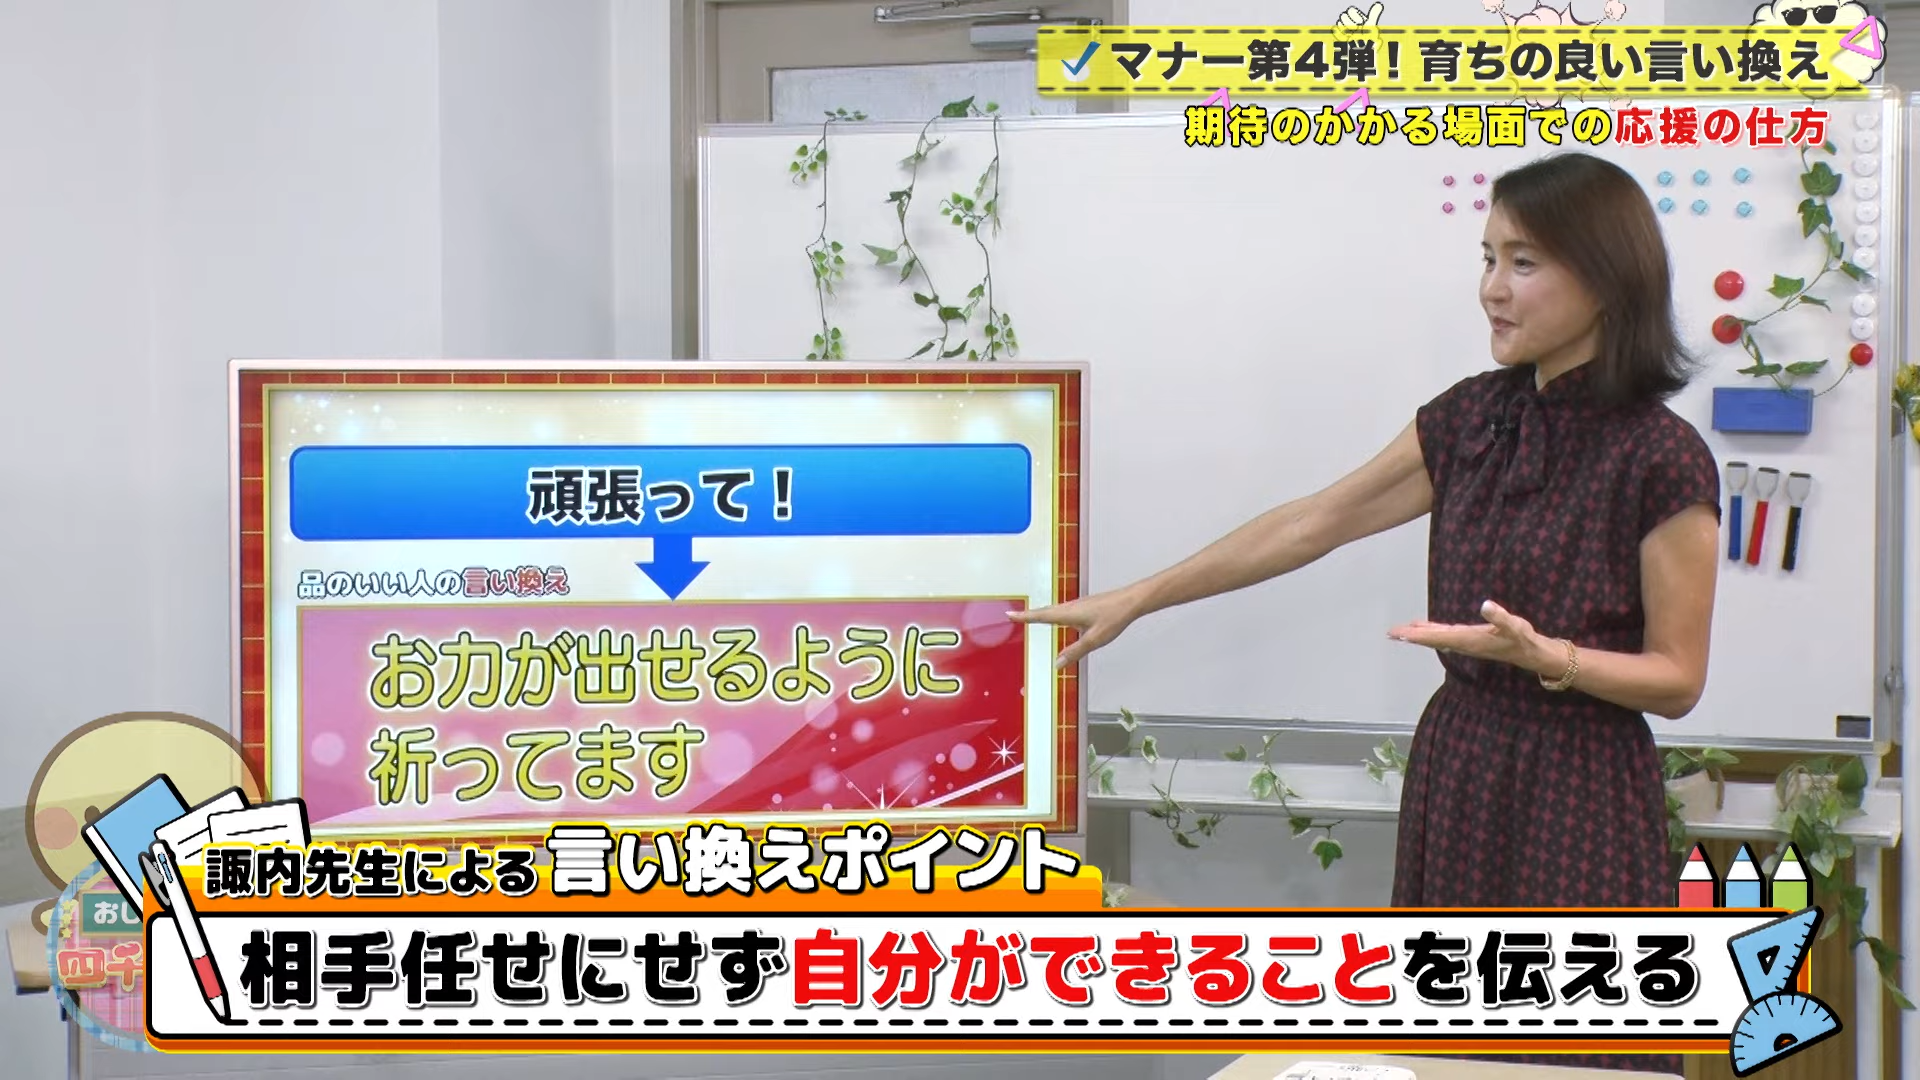 マナー第4弾！育ちの良い言い換え
期待のかかる場面での応援の仕方
頑張って！
品のいい人の言い換え
お力が出せるように
祈ってます
諏内先生による言い換えポイント
相手任せにせず自分ができることを伝える
おし
四千